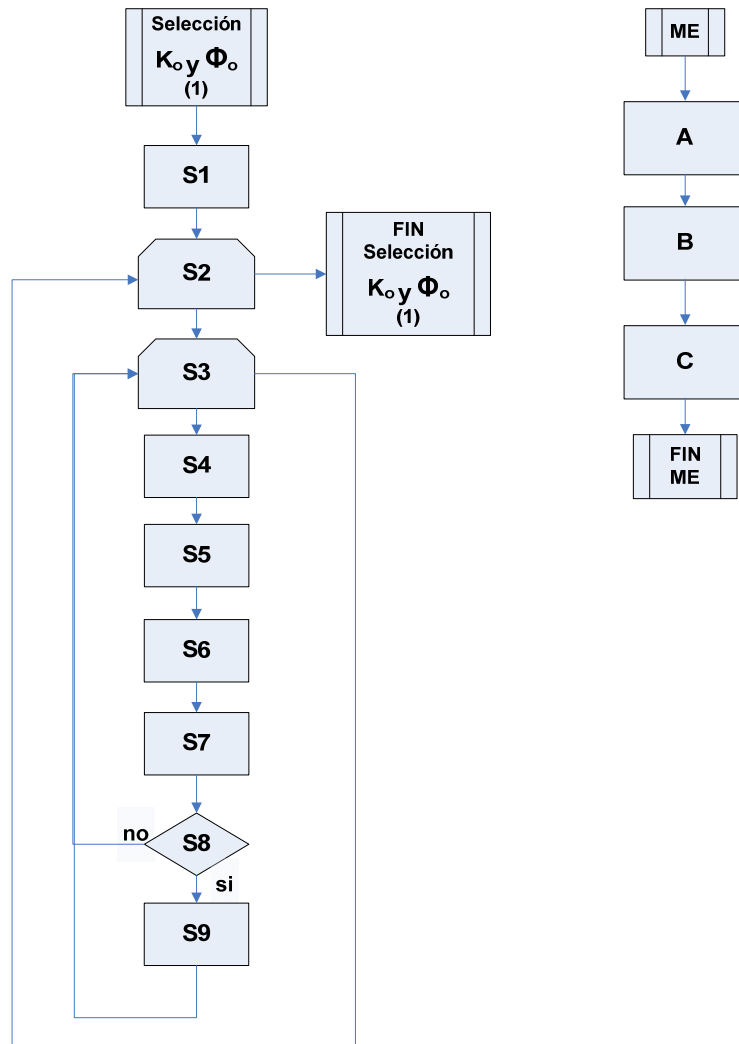 Selección
Kₒ y Φₒ
(1)
S1
S2
FIN
Selección
Kₒ y Φₒ
(1)
S3
S4
S5
S6
S7
no
S8
si
S9
ME
A
B
C
FIN
ME